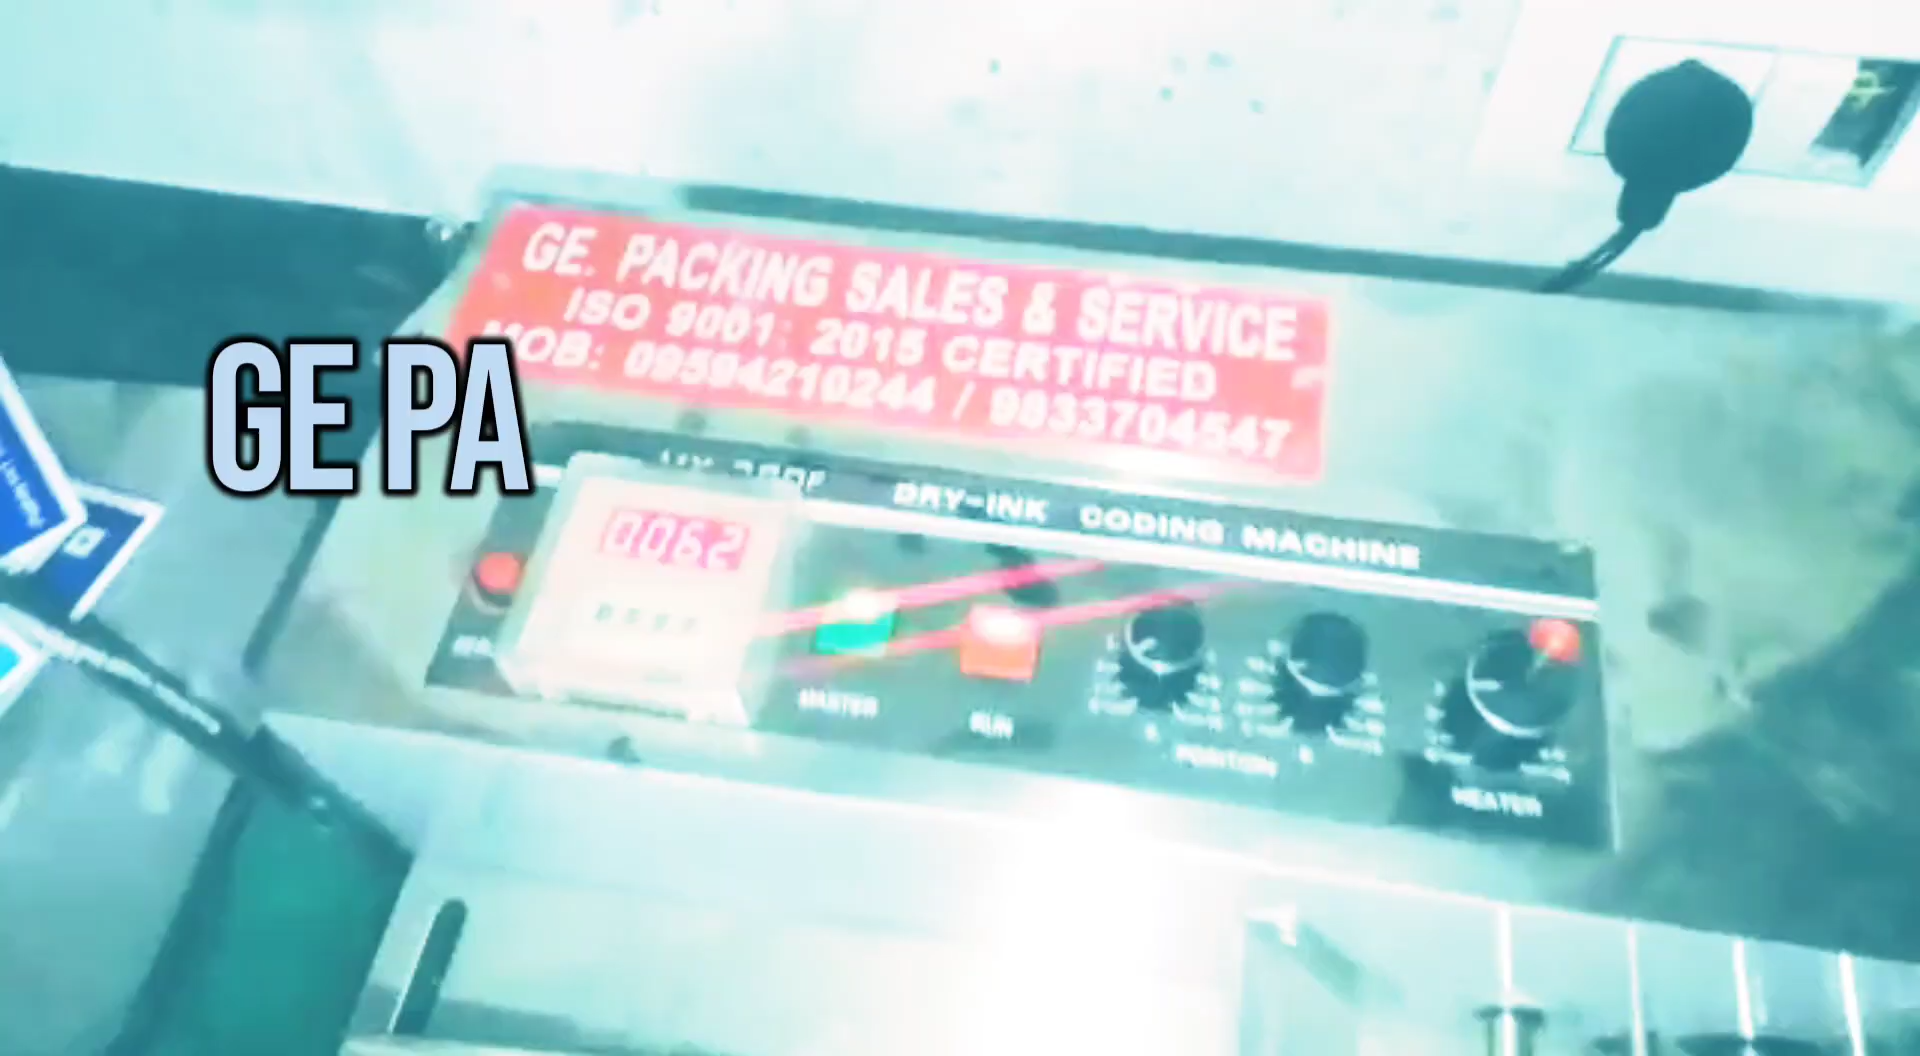 GE. PACKING SALES & SERVICE
ISO 9001: 2015 CERTIFIED
MOB: 09594210244 / 9833704547
GE PA
DRY-INK CODING MACHINE
0062
MASTER
RUN
POSITION
HEATER